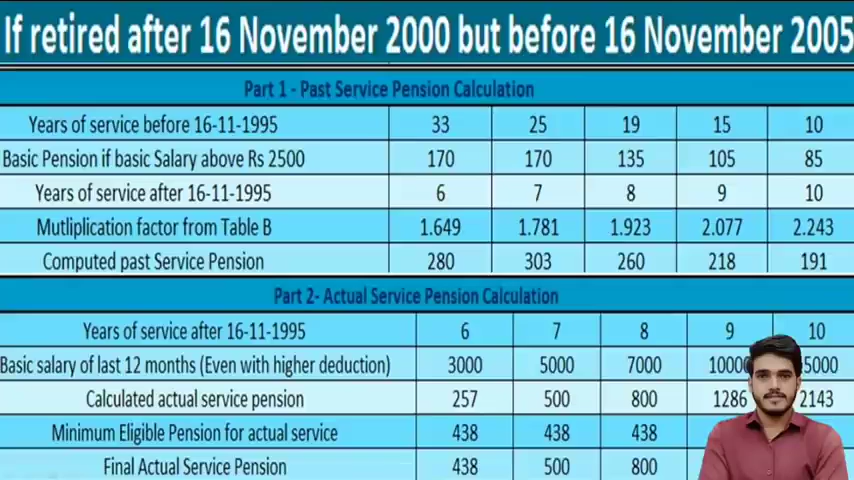 If retired after 16 November 2000 but before 16 November 2005
Part 1 - Past Service Pension Calculation
Years of service before 16-11-1995 33 25 19 15 10
Basic Pension if basic Salary above Rs 2500 170 170 135 105 85
Years of service after 16-11-1995 6 7 8 9 10
Mutliplication factor from Table B 1.649 1.781 1.923 2.077 2.243
Computed past Service Pension 280 303 260 218 191
Part 2- Actual Service Pension Calculation
Years of service after 16-11-1995 6 7 8 9 10
Basic salary of last 12 months (Even with higher deduction) 3000 5000 7000
Calculated actual service pension 257 500 800 1286 2143
Minimum Eligible Pension for actual service 438 438 438
Final Actual Service Pension 438 500 800